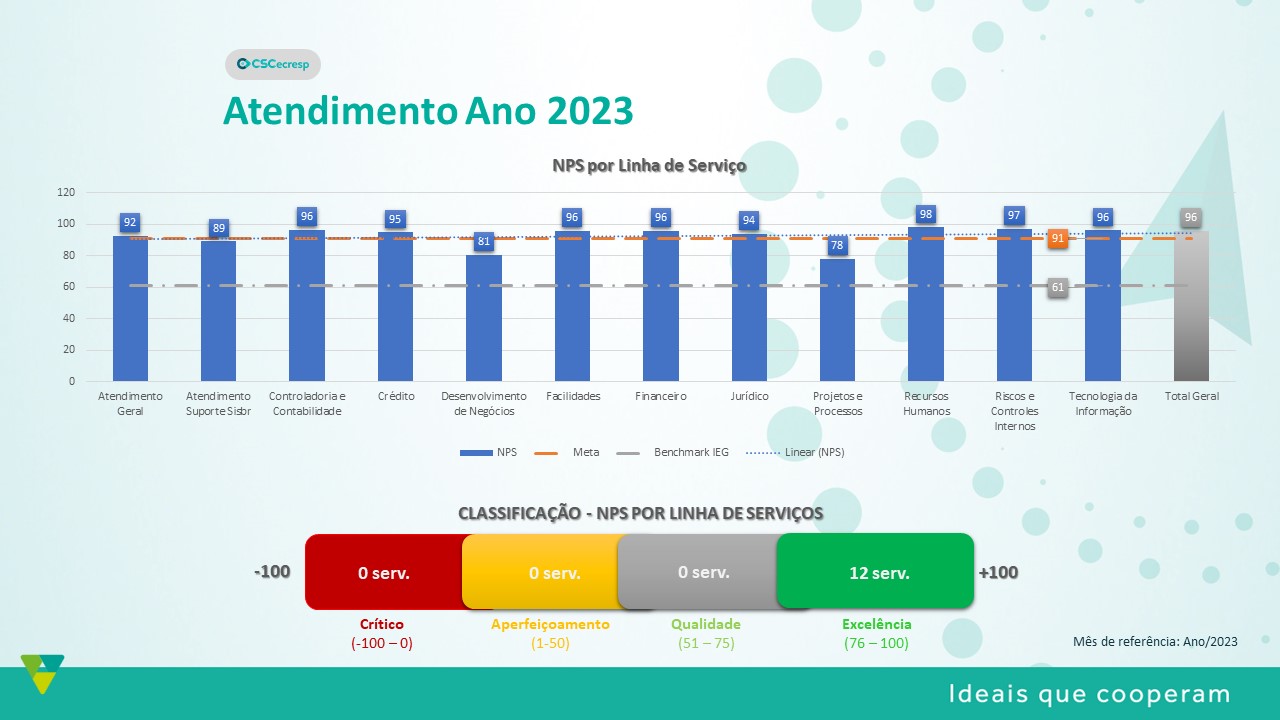 CSCecresp
Atendimento Ano 2023
NPS por Linha de Serviço
120
100
80
60
40
20
0
92
89
96
95
81
96
96
94
78
98
97
96
96
91
61
Atendimento
Geral
Atendimento
Suporte Sisbr
Controladoria e
Contabilidade
Crédito
Desenvolvimento
de Negócios
Facilidades
Financeiro
Jurídico
Projetos e
Processos
Recursos
Humanos
Riscos e
Controles
Internos
Tecnologia da
Informação
Total Geral
NPS Meta Benchmark IEG Linear (NPS)
CLASSIFICAÇÃO - NPS POR LINHA DE SERVIÇOS
-100 0 serv. 0 serv. 0 serv. 12 serv. +100
Crítico Aperfeiçoamento Qualidade Excelência
(-100 – 0) (1-50) (51 – 75) (76 – 100)
Mês de referência: Ano/2023
Ideais que cooperam